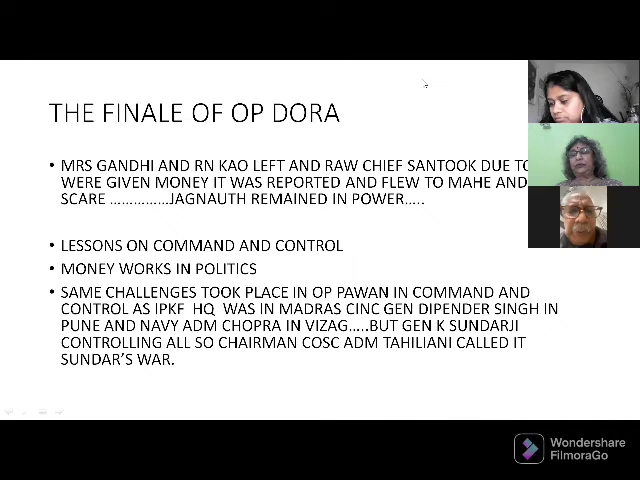 THE FINALE OF OP DORA
• MRS GANDHI AND RN KAO LEFT AND RAW CHIEF SANTOOK DUE TO
WERE GIVEN MONEY IT WAS REPORTED AND FLEW TO MAHE AND
SCARE ……………JAGNAUTH REMAINED IN POWER…..
• LESSONS ON COMMAND AND CONTROL
• MONEY WORKS IN POLITICS
• SAME CHALLENGES TOOK PLACE IN OP PAWAN IN COMMAND AND
CONTROL AS IPKF HQ WAS IN MADRAS CINC GEN DIPENDER SINGH IN
PUNE AND NAVY ADM CHOPRA IN VIZAG…..BUT GEN K SUNDARJI
CONTROLLING ALL SO CHAIRMAN COSC ADM TAHILIANI CALLED IT
SUNDAR'S WAR.
Wondershare
FilmoraGo